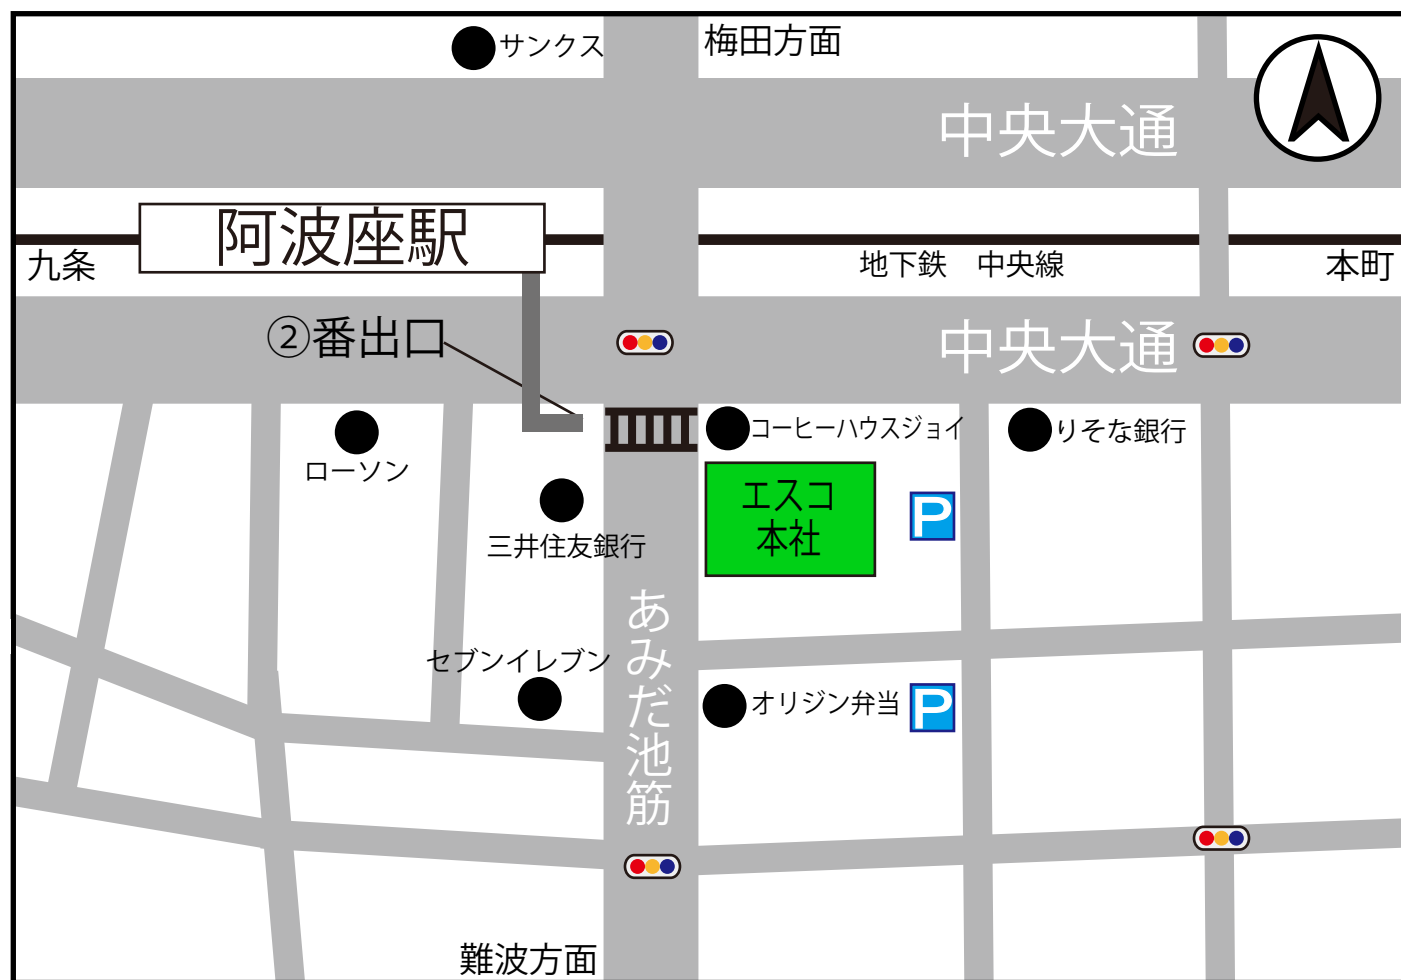 サンクス
梅田方面
中央大通
阿波座駅
九条
地下鉄　中央線
本町
②番出口
中央大通
コーヒーハウスジョイ
りそな銀行
ローソン
エスコ
本社
P
三井住友銀行
あみだ池筋
セブンイレブン
オリジン弁当
P
難波方面